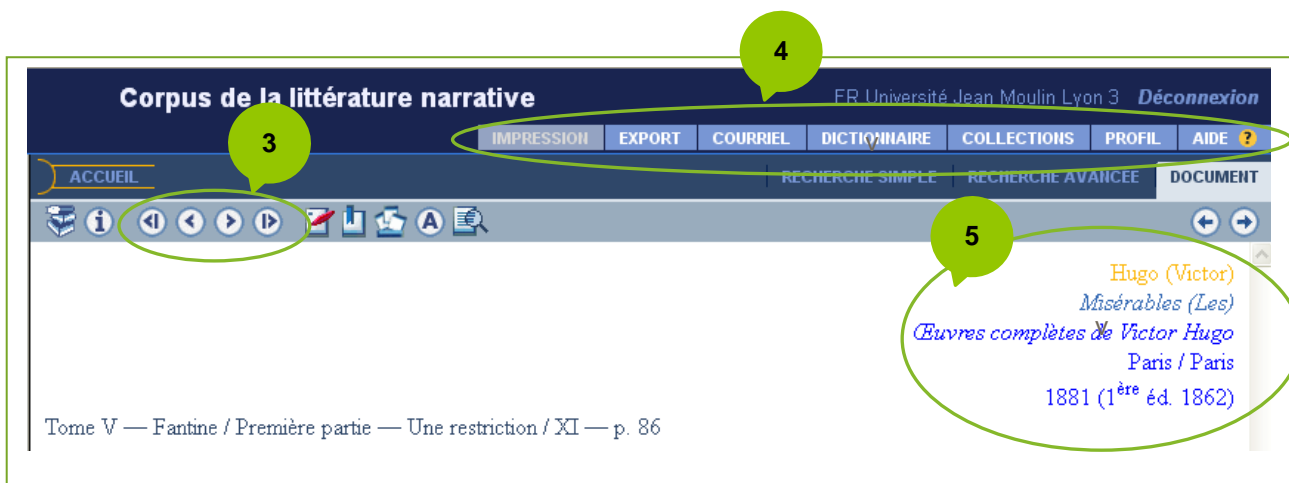 4
Corpus de la littérature narrative
FR Université Jean Moulin Lyon 3 Déconnexion
3
IMPRESSION EXPORT COURRIEL DICTIONNAIRE COLLECTIONS PROFIL AIDE ?
ACCUEIL RECHERCHE SIMPLE RECHERCHE AVANCÉE DOCUMENT
i A
5
Hugo (Victor)
Misérables (Les)
Œuvres complètes de Victor Hugo
Paris / Paris
1881 (1ère éd. 1862)
Tome V — Fantine / Première partie — Une restriction / XI — p. 86